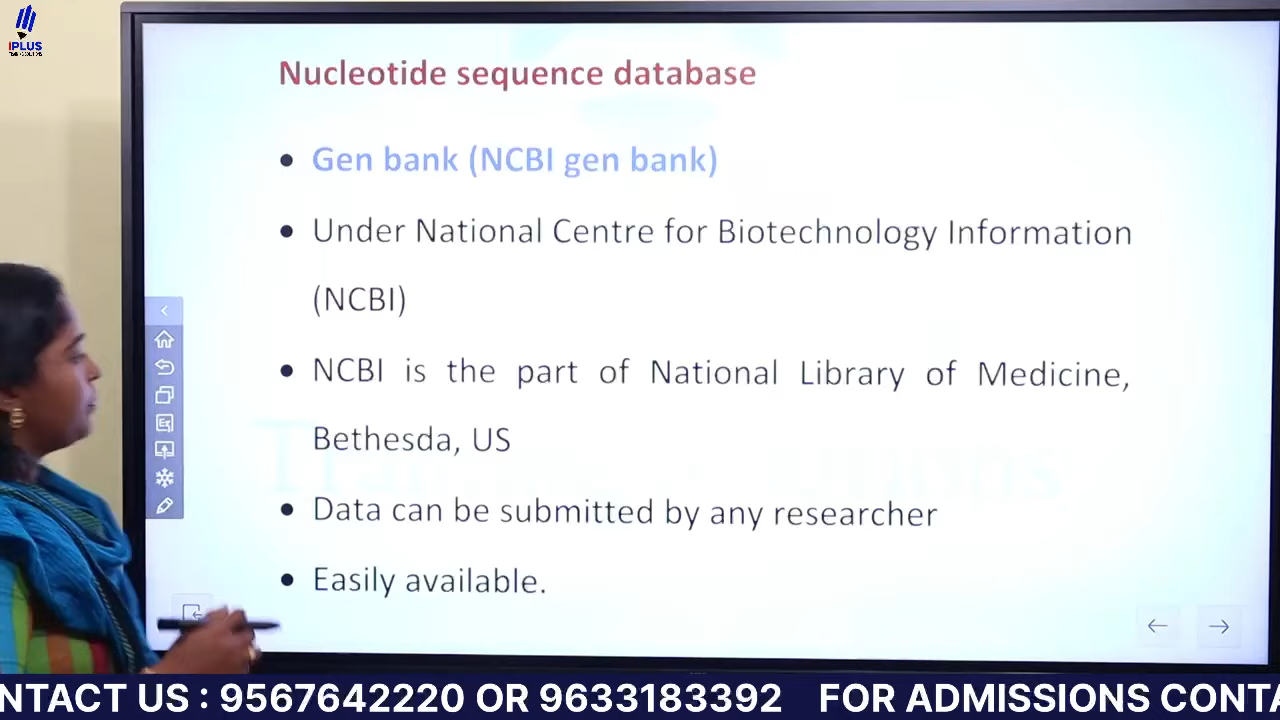 IPLUS
Nucleotide sequence database
• Gen bank (NCBI gen bank)
• Under National Centre for Biotechnology Information
(NCBI)
• NCBI is the part of National Library of Medicine,
Bethesda, US
• Data can be submitted by any researcher
• Easily available.
NTACT US : 9567642220 OR 9633183392 FOR ADMISSIONS CONTA